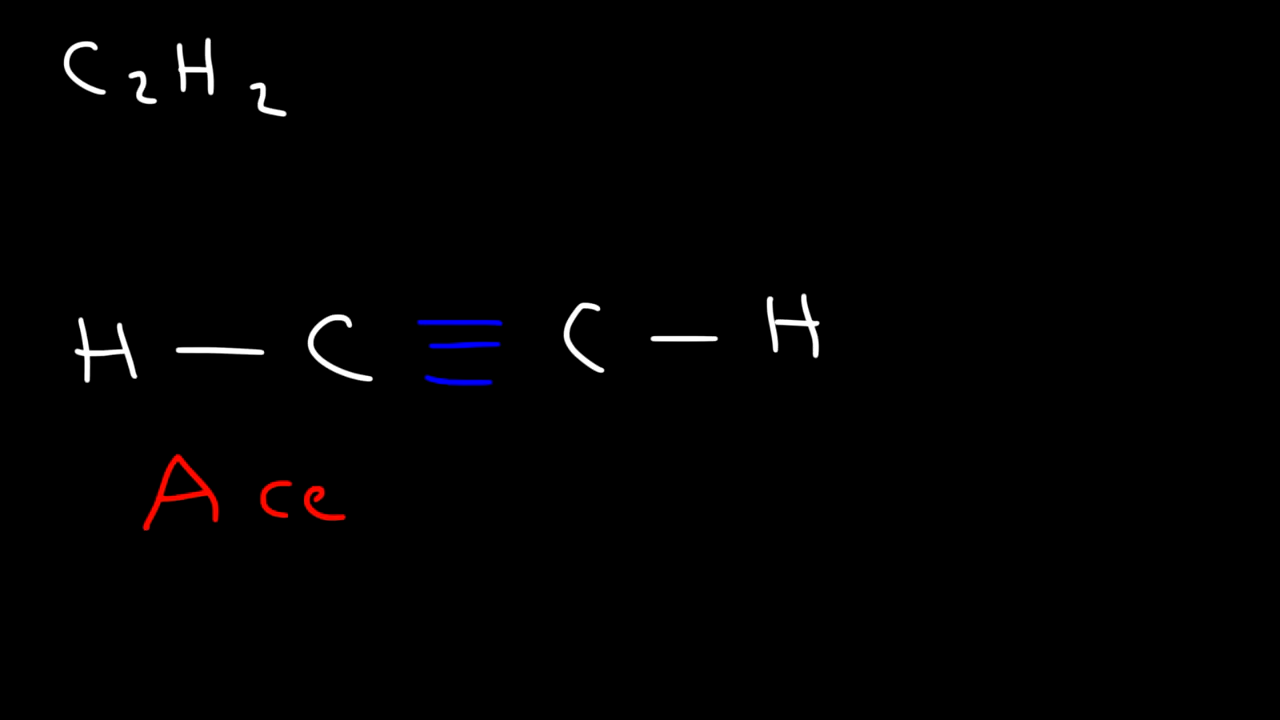 C2H2
H — C ≡ C — H
Ace